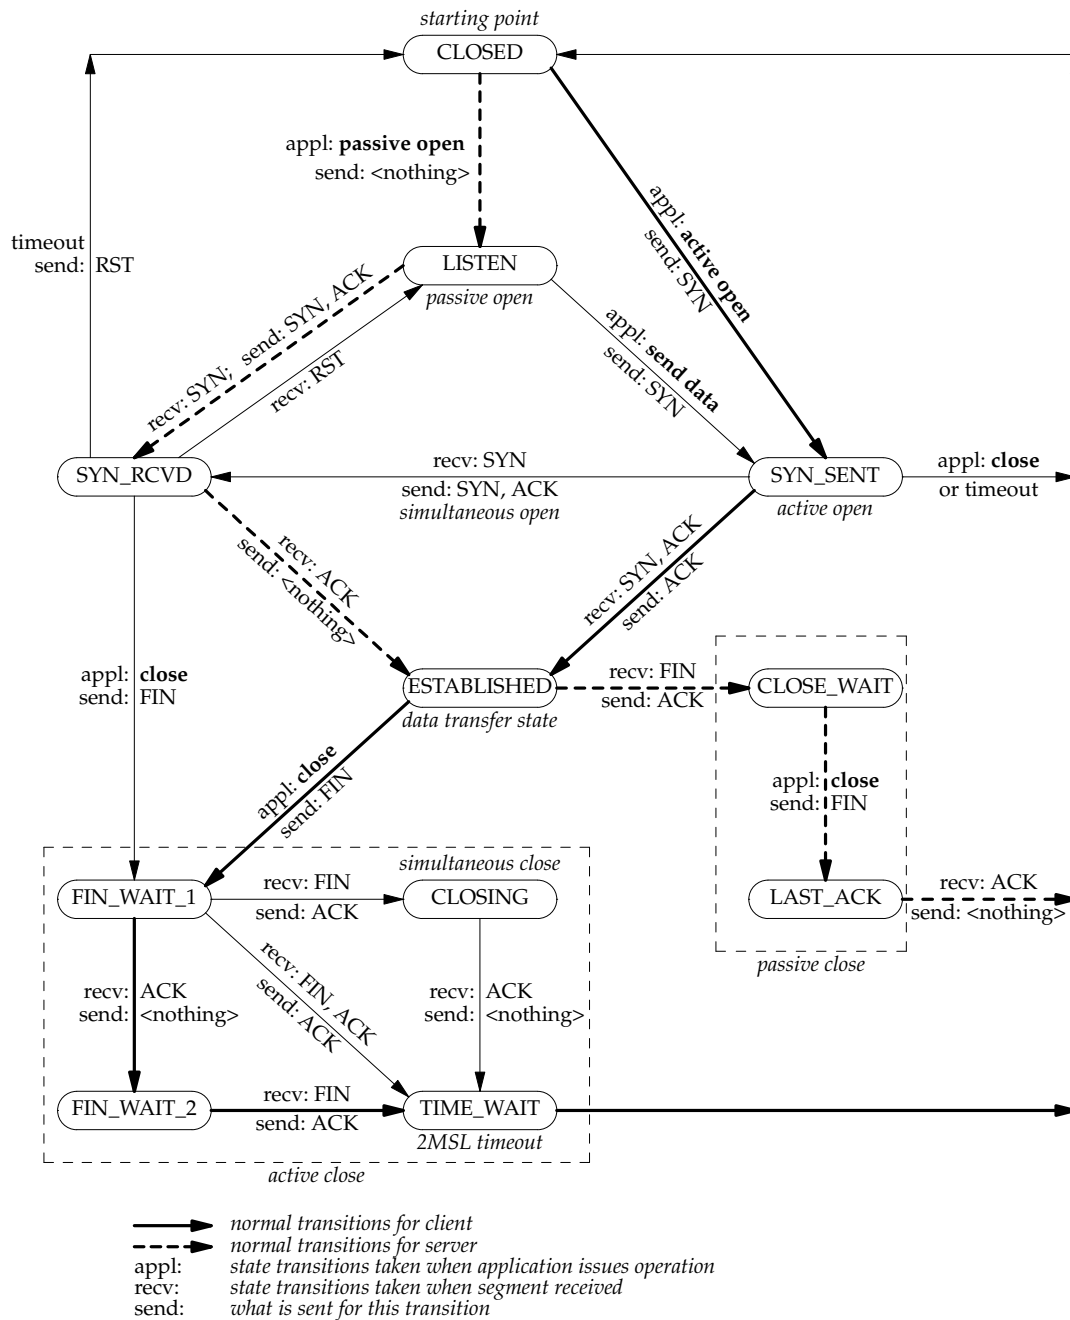 starting point
CLOSED
appl: passive open
send: <nothing>
appl: active open
send: SYN
timeout
send: RST
LISTEN
passive open
recv: SYN; send: SYN, ACK
recv: RST
appl: send data
send: SYN
SYN_RCVD
recv: SYN
send: SYN, ACK
simultaneous open
SYN_SENT
active open
appl: close
or timeout
recv: ACK
send: <nothing>
recv: SYN, ACK
send: ACK
appl: close
send: FIN
ESTABLISHED
data transfer state
recv: FIN
send: ACK
CLOSE_WAIT
appl: close
send: FIN
appl: close
send: FIN
simultaneous close
FIN_WAIT_1
recv: FIN
send: ACK
CLOSING
LAST_ACK
recv: ACK
send: <nothing>
passive close
recv: ACK
send: <nothing>
recv: FIN, ACK
send: ACK
recv: ACK
send: <nothing>
FIN_WAIT_2
recv: FIN
send: ACK
TIME_WAIT
2MSL timeout
active close
normal transitions for client
normal transitions for server
appl: state transitions taken when application issues operation
recv: state transitions taken when segment received
send: what is sent for this transition